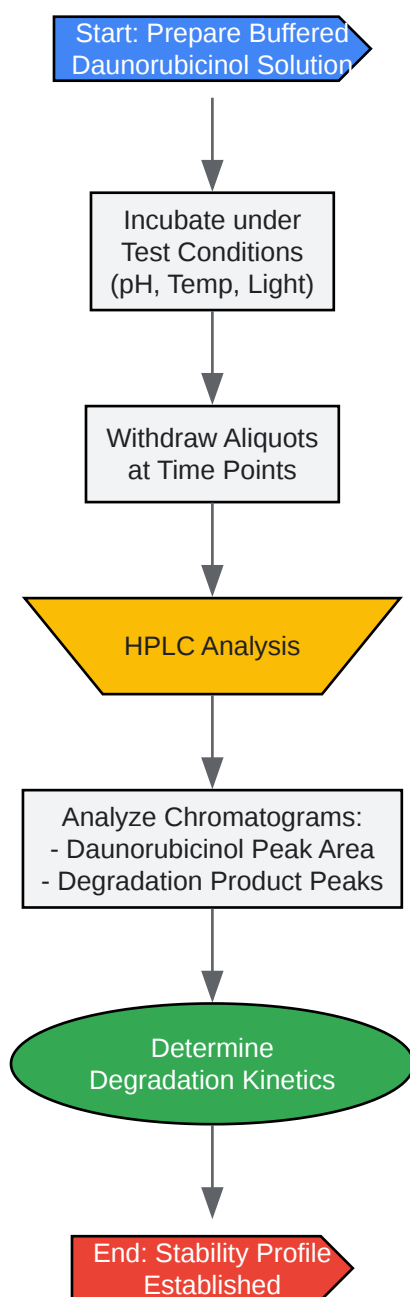 Start: Prepare Buffered
Daunorubicinol Solution
Incubate under
Test Conditions
(pH, Temp, Light)
Withdraw Aliquots
at Time Points
HPLC Analysis
Analyze Chromatograms:
- Daunorubicinol Peak Area
- Degradation Product Peaks
Determine
Degradation Kinetics
End: Stability Profile
Established